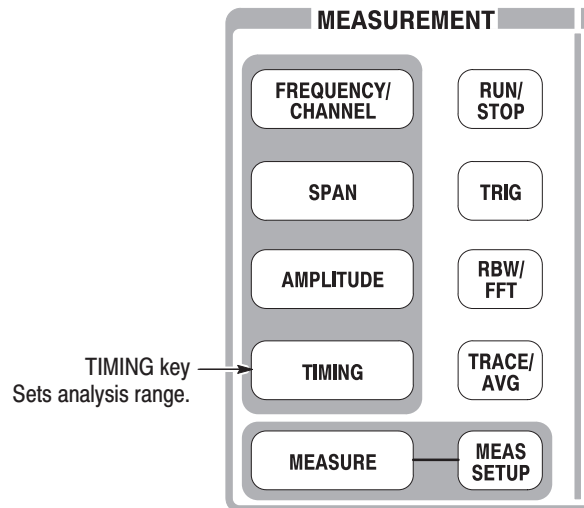 MEASUREMENT
FREQUENCY/
CHANNEL
RUN/
STOP
SPAN
TRIG
AMPLITUDE
RBW/
FFT
TIMING key
Sets analysis range.
TIMING
TRACE/
AVG
MEASURE
MEAS
SETUP